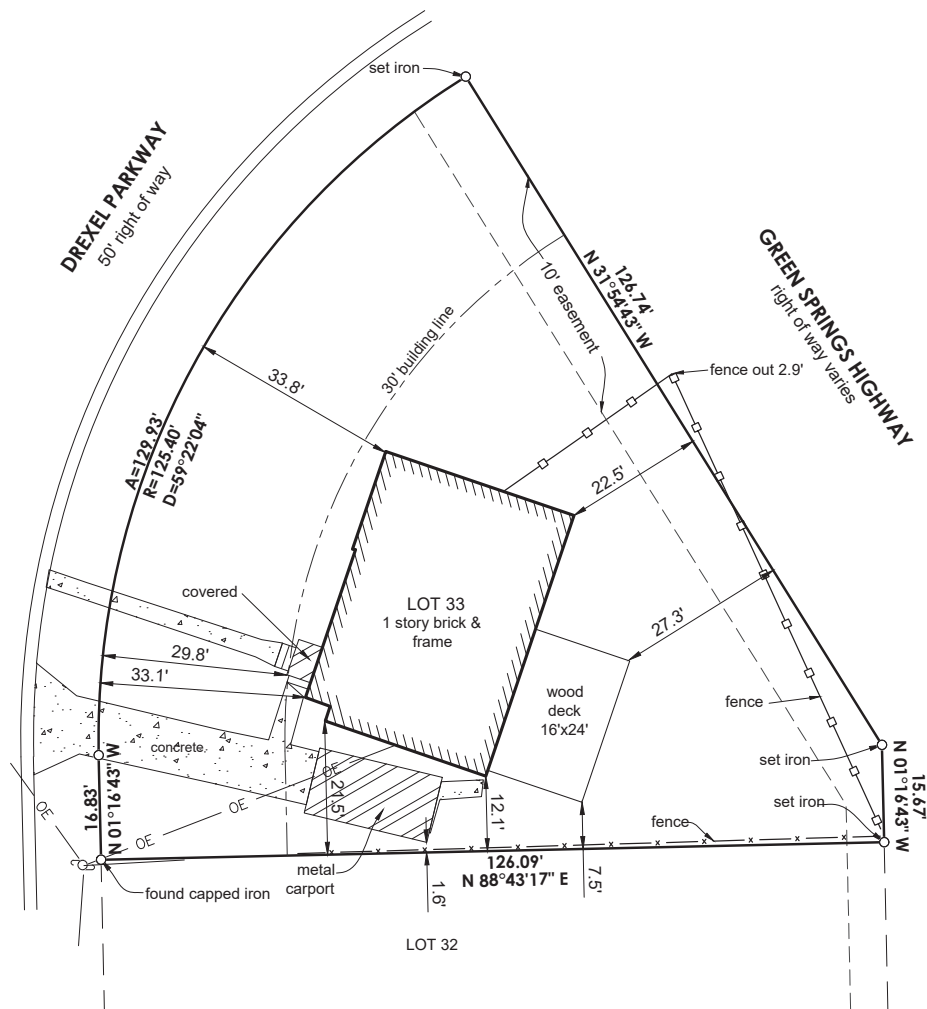 set iron
DREXEL PARKWAY
50' right of way
GREEN SPRINGS HIGHWAY
right of way varies
126.74'
N 31°54'43" W
10' easement
30' building line
fence out 2.9'
33.8'
A=129.93'
R=125.40'
D=59°22'04"
22.5'
covered
LOT 33
1 story brick &
frame
27.3'
29.8'
33.1'
wood
deck
16'x24'
fence
concrete
set iron
16.83'
N 01°16'43" W
OE
OE
OE
OE
27.5'
12.1'
set iron
15.67'
N 01°16'43" W
fence
126.09'
N 88°43'17" E
metal
carport
found capped iron
1.6'
7.5'
LOT 32